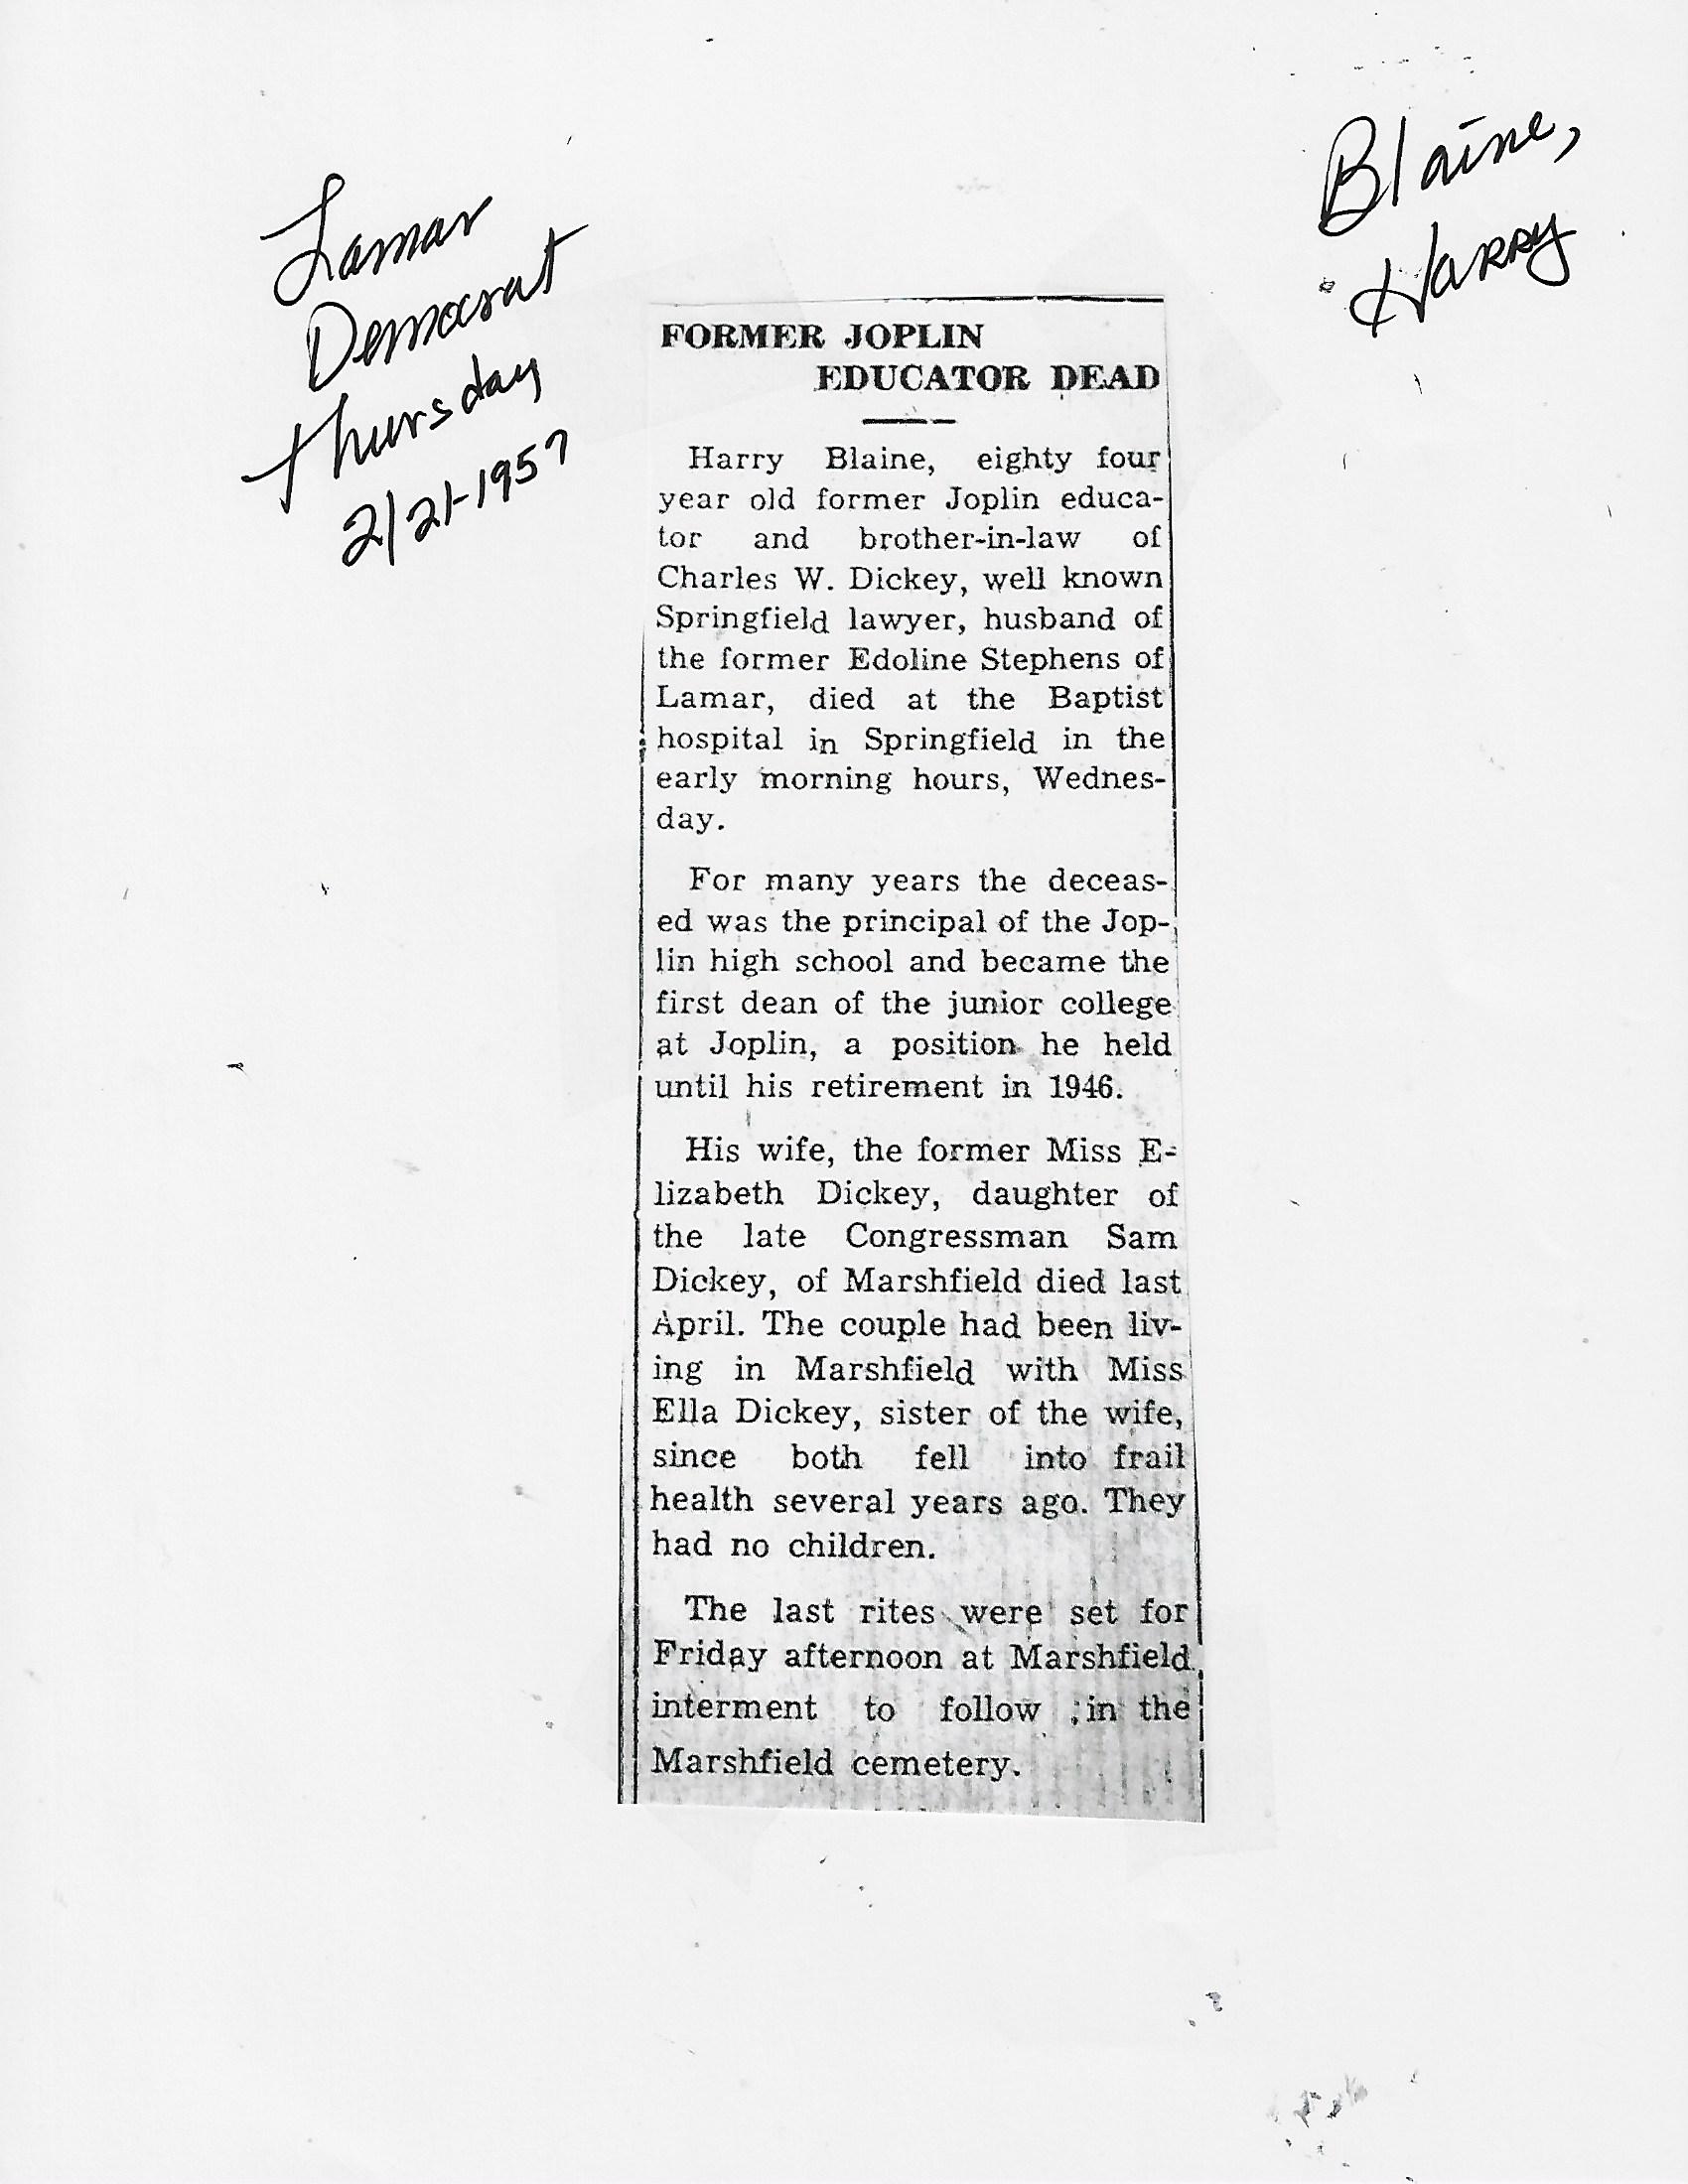 Lamar
Democrat
Thursday
2/21-1957
Blaine,
Harry
FORMER JOPLIN
EDUCATOR DEAD
Harry Blaine, eighty four
year old former Joplin educa-
tor and brother-in-law of
Charles W. Dickey, well known
Springfield lawyer, husband of
the former Edoline Stephens of
Lamar, died at the Baptist
hospital in Springfield in the
early morning hours, Wednes-
day.
For many years the deceas-
ed was the principal of the Jop-
lin high school and became the
first dean of the junior college
at Joplin, a position he held
until his retirement in 1946.
His wife, the former Miss E-
lizabeth Dickey, daughter of
the late Congressman Sam
Dickey, of Marshfield died last
April. The couple had been liv-
ing in Marshfield with Miss
Ella Dickey, sister of the wife,
since both fell into frail
health several years ago. They
had no children.
The last rites were set for
Friday afternoon at Marshfield,
interment to follow in the
Marshfield cemetery.